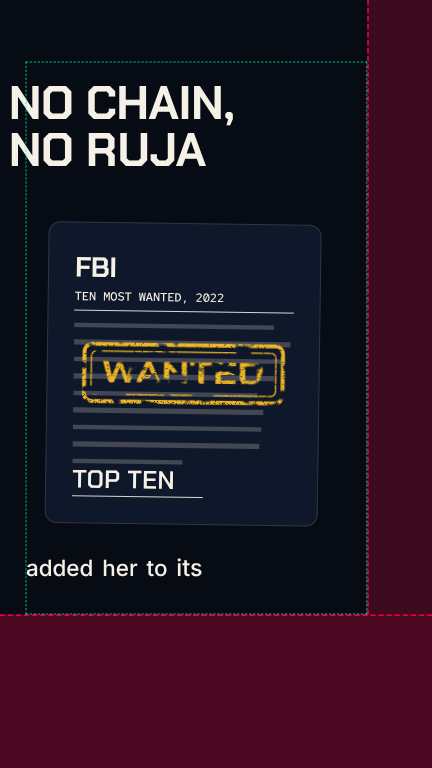 NO CHAIN,
NO RUJA
FBI
TEN MOST WANTED, 2022
WANTED
TOP TEN
added her to its